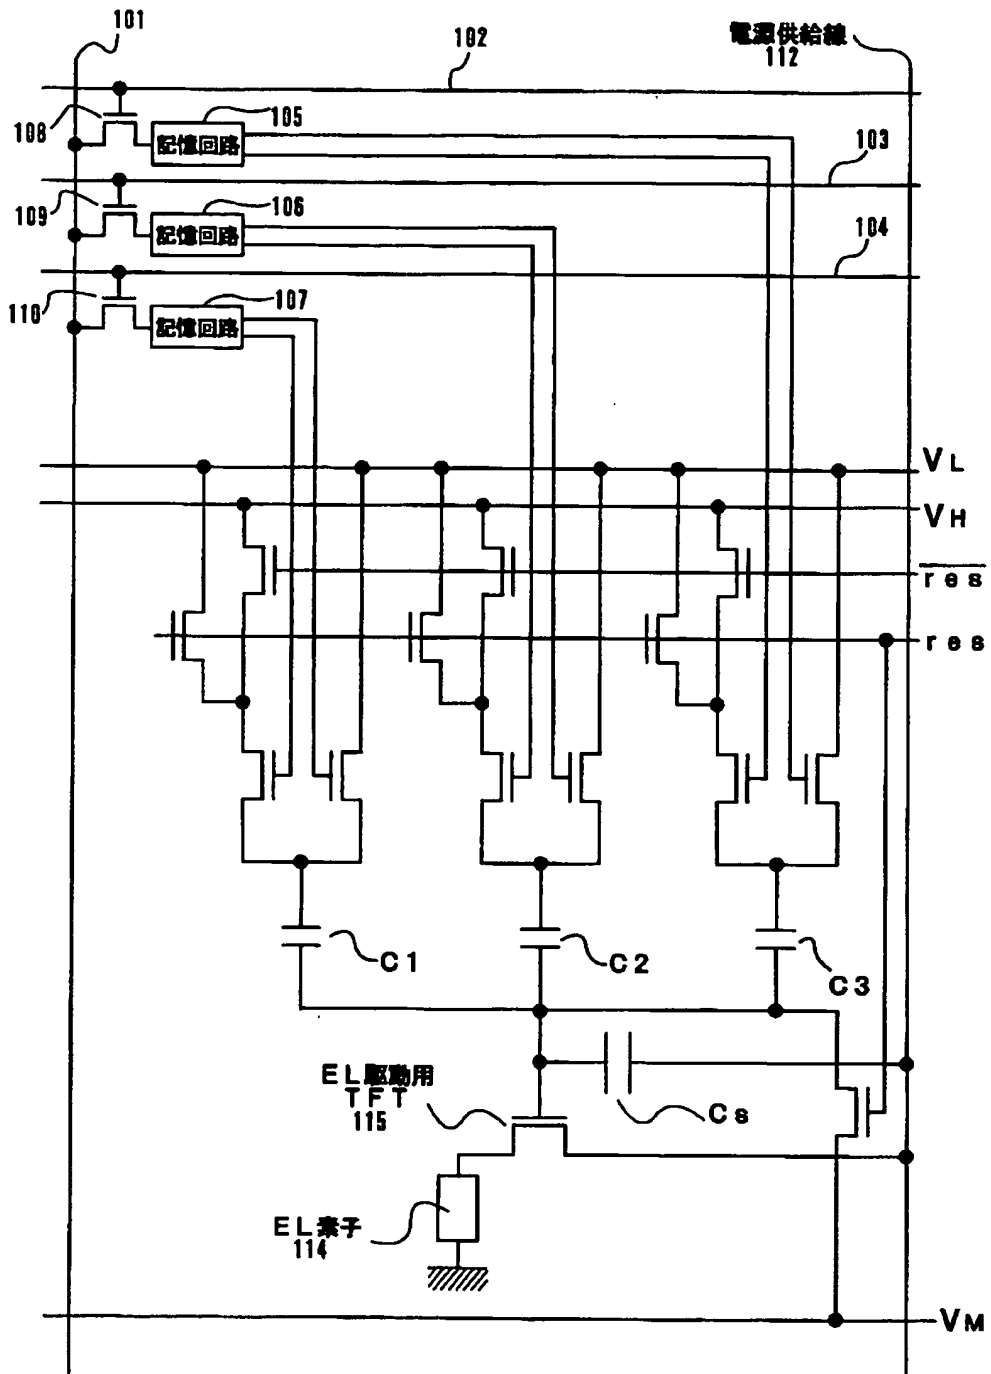 101
102
電源供給線
112
108
記憶回路
105
103
109
記憶回路
106
104
110
記憶回路
107
VL
VH
res
res
C1
C2
C3
EL駆動用
TFT
115
Cs
EL素子
114
VM